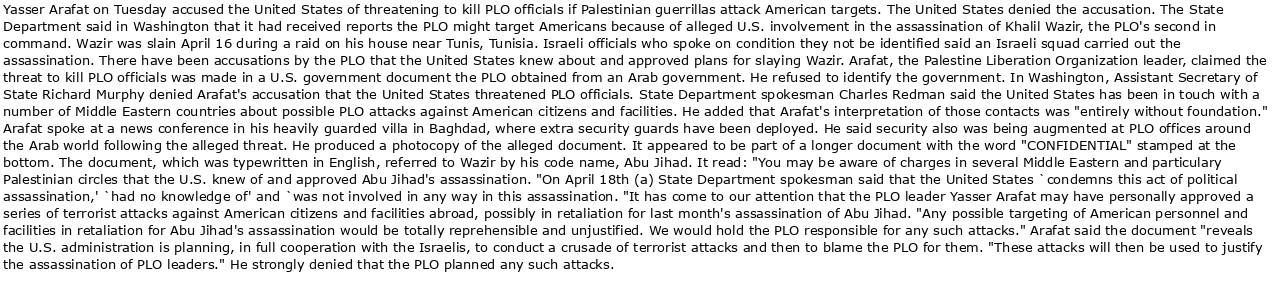 Yasser Arafat on Tuesday accused the United States of threatening to kill PLO officials if Palestinian guerrillas attack American targets. The United States denied the accusation. The State
Department said in Washington that it had received reports the PLO might target Americans because of alleged U.S. involvement in the assassination of Khalil Wazir, the PLO's second in
command. Wazir was slain April 16 during a raid on his house near Tunis, Tunisia. Israeli officials who spoke on condition they not be identified said an Israeli squad carried out the
assassination. There have been accusations by the PLO that the United States knew about and approved plans for slaying Wazir. Arafat, the Palestine Liberation Organization leader, claimed the
threat to kill PLO officials was made in a U.S. government document the PLO obtained from an Arab government. He refused to identify the government. In Washington, Assistant Secretary of
State Richard Murphy denied Arafat's accusation that the United States threatened PLO officials. State Department spokesman Charles Redman said the United States has been in touch with a
number of Middle Eastern countries about possible PLO attacks against American citizens and facilities. He added that Arafat's interpretation of those contacts was "entirely without foundation."
Arafat spoke at a news conference in his heavily guarded villa in Baghdad, where extra security guards have been deployed. He said security also was being augmented at PLO offices around
the Arab world following the alleged threat. He produced a photocopy of the alleged document. It appeared to be part of a longer document with the word "CONFIDENTIAL" stamped at the
bottom. The document, which was typewritten in English, referred to Wazir by his code name, Abu Jihad. It read: "You may be aware of charges in several Middle Eastern and particulary
Palestinian circles that the U.S. knew of and approved Abu Jihad's assassination. "On April 18th (a) State Department spokesman said that the United States `condemns this act of political
assassination,' `had no knowledge of' and `was not involved in any way in this assassination. "It has come to our attention that the PLO leader Yasser Arafat may have personally approved a
series of terrorist attacks against American citizens and facilities abroad, possibly in retaliation for last month's assassination of Abu Jihad. "Any possible targeting of American personnel and
facilities in retaliation for Abu Jihad's assassination would be totally reprehensible and unjustified. We would hold the PLO responsible for any such attacks." Arafat said the document "reveals
the U.S. administration is planning, in full cooperation with the Israelis, to conduct a crusade of terrorist attacks and then to blame the PLO for them. "These attacks will then be used to justify
the assassination of PLO leaders." He strongly denied that the PLO planned any such attacks.